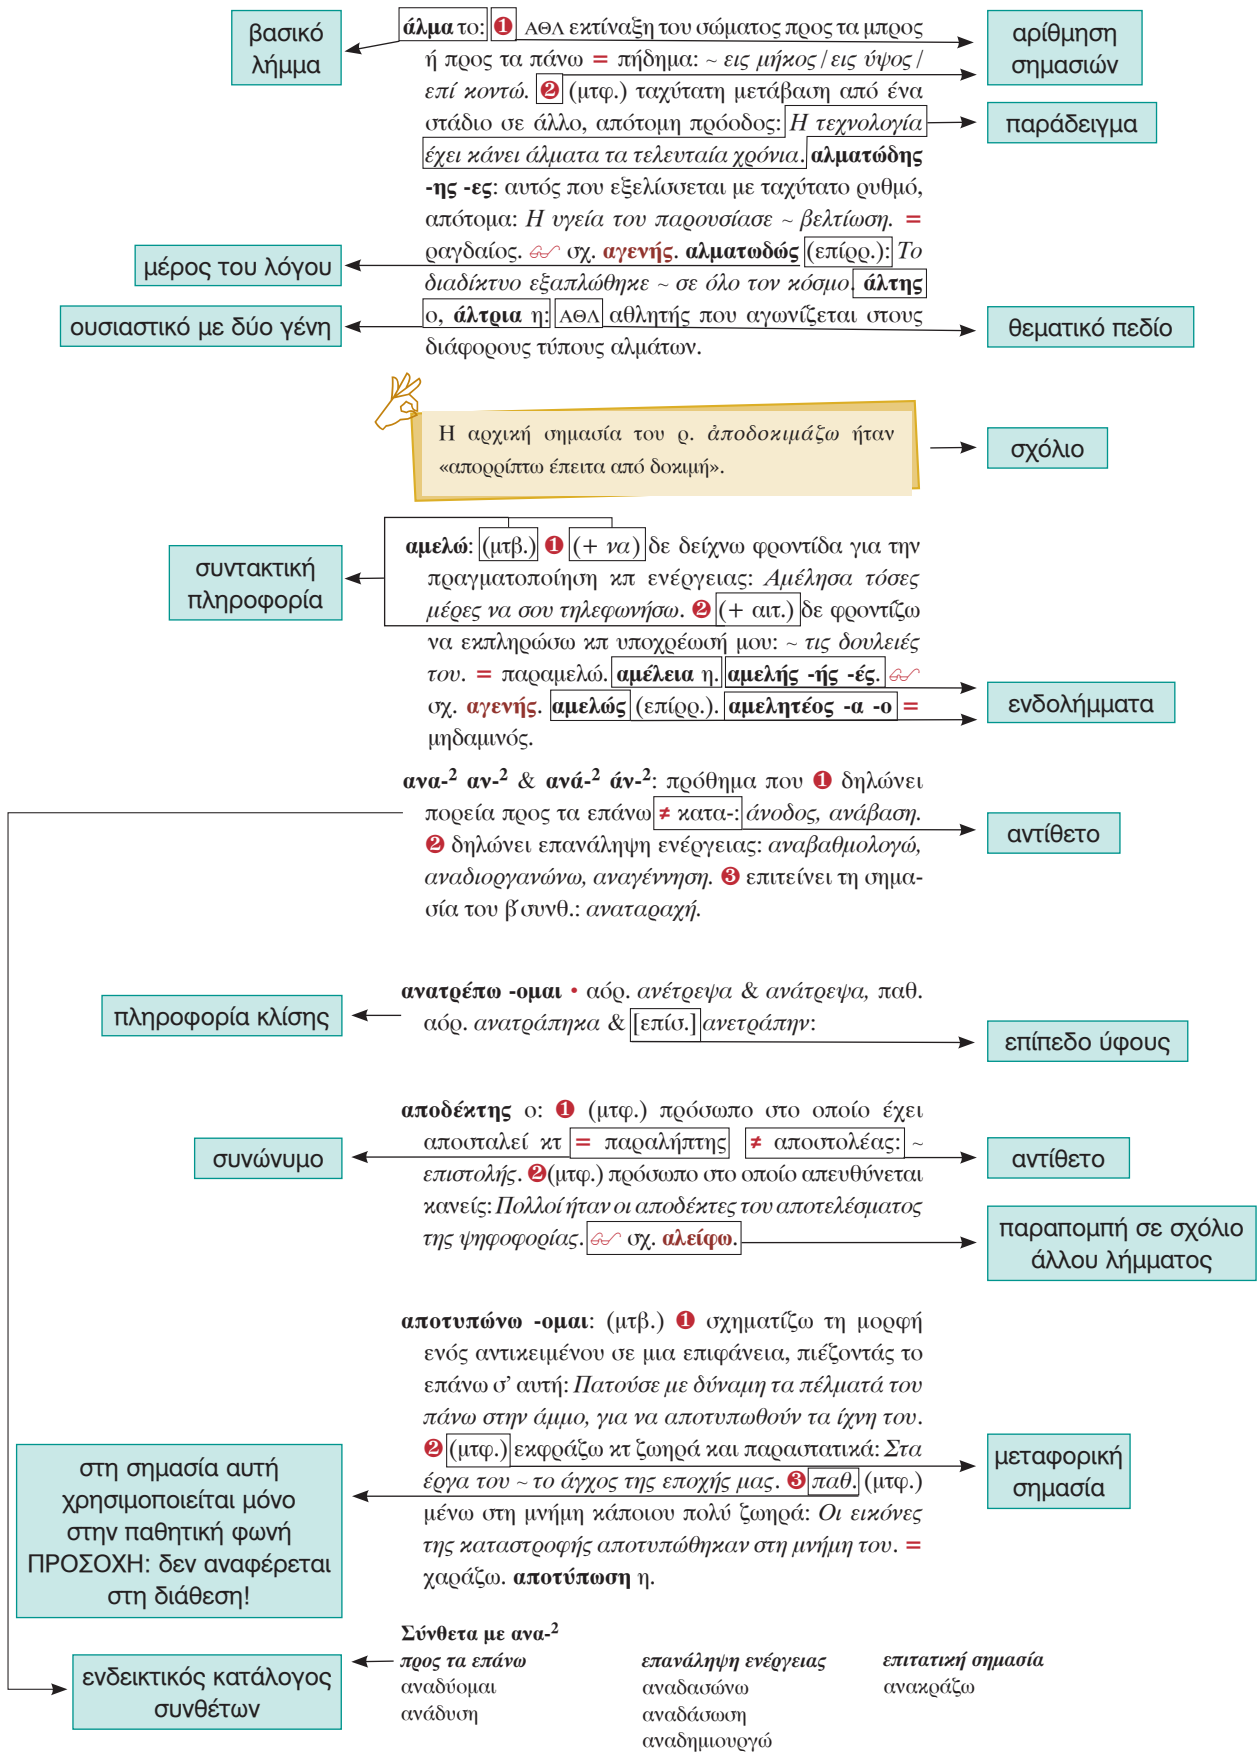 βασικό
λήμμα
άλμα το: ❶ ΑΘΛ εκτίναξη του σώματος προς τα μπρος
ή προς τα πάνω = πήδημα: ~ εις μήκος / εις ύψος /
επί κοντώ. ❷ (μτφ.) ταχύτατη μετάβαση από ένα
στάδιο σε άλλο, απότομη πρόοδος: Η τεχνολογία
έχει κάνει άλματα τα τελευταία χρόνια. αλματώδης
-ης -ες: αυτός που εξελίσσεται με ταχύτατο ρυθμό,
απότομα: Η υγεία του παρουσίασε ~ βελτίωση. =
ραγδαίος. 👓 σχ. αγενής. αλματωδώς (επίρρ.): Το
διαδίκτυο εξαπλώθηκε ~ σε όλο τον κόσμο. άλτης
ο, άλτρια η: ΑΘΛ αθλητής που αγωνίζεται στους
διάφορους τύπους αλμάτων.
αρίθμηση
σημασιών
παράδειγμα
μέρος του λόγου
ουσιαστικό με δύο γένη
θεματικό πεδίο
Η αρχική σημασία του ρ. ἀποδοκιμάζω ήταν
«απορρίπτω έπειτα από δοκιμή».
σχόλιο
συντακτική
πληροφορία
αμελώ: (μτβ.) ❶ (+ να) δε δείχνω φροντίδα για την
πραγματοποίηση κπ ενέργειας: Αμέλησα τόσες
μέρες να σου τηλεφωνήσω. ❷ (+ αιτ.) δε φροντίζω
να εκπληρώσω κπ υποχρέωσή μου: ~ τις δουλειές
του. = παραμελώ. αμέλεια η. αμελής -ής -ές. 👓
σχ. αγενής. αμελώς (επίρρ.). αμελητέος -α -ο =
μηδαμινός.
ενδολήμματα
ανα-² αν-² & ανά-² άν-²: πρόθημα που ❶ δηλώνει
πορεία προς τα επάνω ≠ κατα-: άνοδος, ανάβαση.
❷ δηλώνει επανάληψη ενέργειας: αναβαθμολογώ,
αναδιοργανώνω, αναγέννηση. ❸ επιτείνει τη σημα-
σία του β΄συνθ.: αναταραχή.
αντίθετο
πληροφορία κλίσης
ανατρέπω -ομαι • αόρ. ανέτρεψα & ανάτρεψα, παθ.
αόρ. ανατράπηκα & [επίσ.] ανετράπην:
επίπεδο ύφους
αποδέκτης ο: ❶ (μτφ.) πρόσωπο στο οποίο έχει
αποσταλεί κτ = παραλήπτης ≠ αποστολέας: ~
επιστολής. ❷(μτφ.) πρόσωπο στο οποίο απευθύνεται
κανείς: Πολλοί ήταν οι αποδέκτες του αποτελέσματος
της ψηφοφορίας. 👓 σχ. αλείφω.
συνώνυμο
αντίθετο
παραπομπή σε σχόλιο
άλλου λήμματος
αποτυπώνω -ομαι: (μτβ.) ❶ σχηματίζω τη μορφή
ενός αντικειμένου σε μια επιφάνεια, πιέζοντάς το
επάνω σ' αυτή: Πατούσε με δύναμη τα πέλματά του
πάνω στην άμμο, για να αποτυπωθούν τα ίχνη του.
❷ (μτφ.) εκφράζω κτ ζωηρά και παραστατικά: Στα
έργα του ~ το άγχος της εποχής μας. ❸ παθ. (μτφ.)
μένω στη μνήμη κάποιου πολύ ζωηρά: Οι εικόνες
της καταστροφής αποτυπώθηκαν στη μνήμη του. =
χαράζω. αποτύπωση η.
μεταφορική
σημασία
στη σημασία αυτή
χρησιμοποιείται μόνο
στην παθητική φωνή
ΠΡΟΣΟΧΗ: δεν αναφέρεται
στη διάθεση!
ενδεικτικός κατάλογος
συνθέτων
Σύνθετα με ανα-²
προς τα επάνω
αναδύομαι
ανάδυση
επανάληψη ενέργειας
αναδασώνω
αναδάσωση
αναδημιουργώ
επιτατική σημασία
ανακράζω